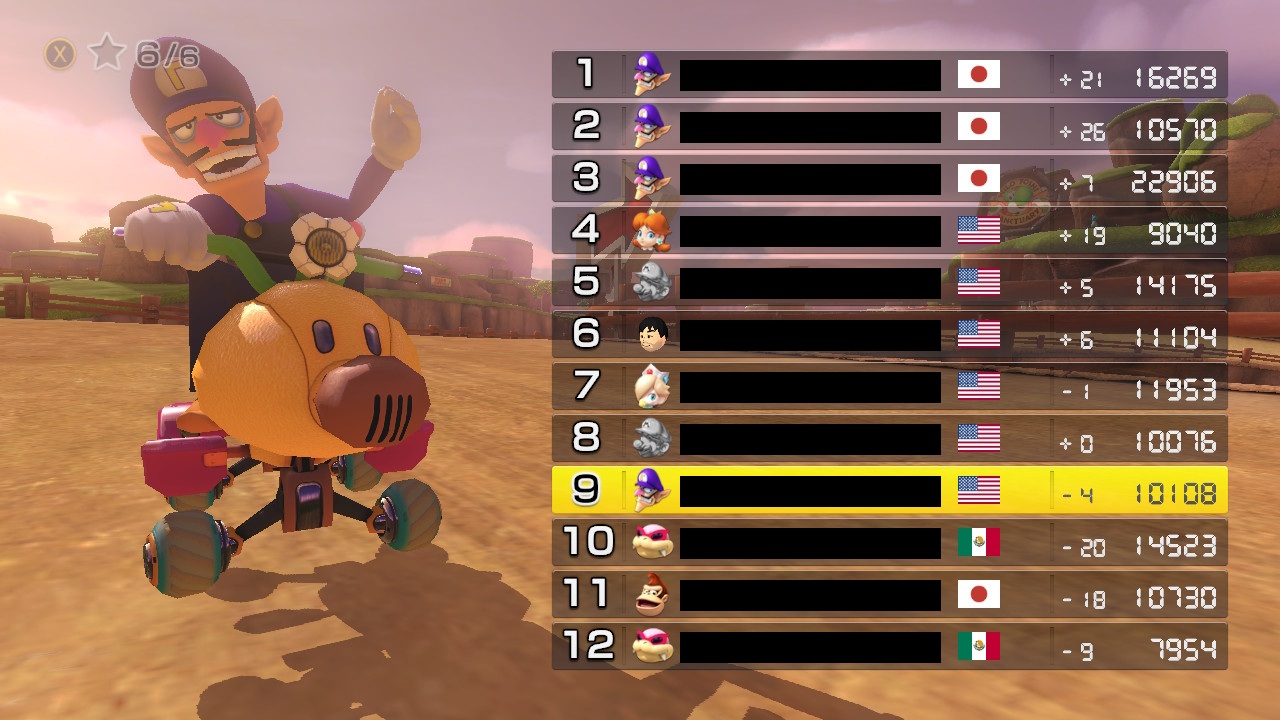 X 6/6
1 + 21 16269
2 + 26 10570
3 + 7 22906
4 + 19 9040
5 + 5 14175
6 + 6 11104
7 - 1 11953
8 + 0 10076
9 - 4 10108
10 - 20 14523
11 - 18 10730
12 - 9 7954